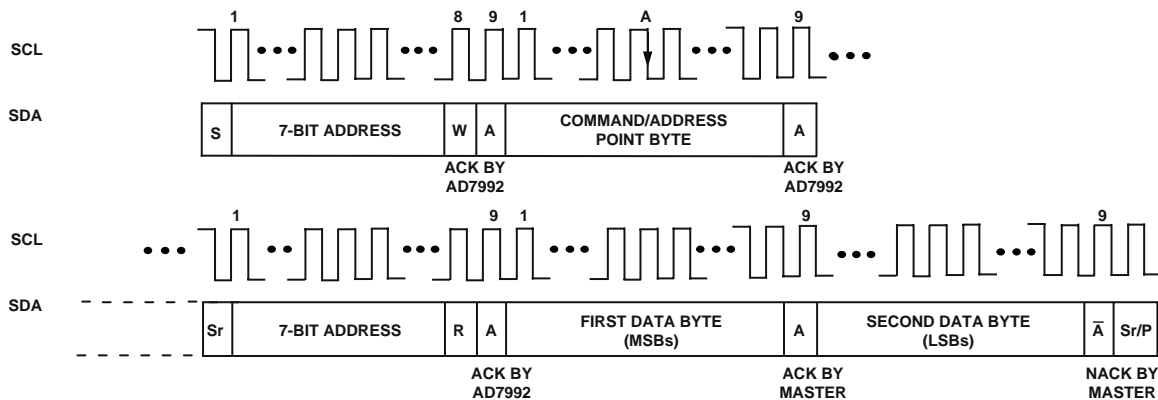 1 8 9 1 A 9
SCL
SDA
S 7-BIT ADDRESS W A COMMAND/ADDRESS POINT BYTE A
ACK BY AD7992 ACK BY AD7992
1 9 1 9 9
SCL
SDA
Sr 7-BIT ADDRESS R A FIRST DATA BYTE (MSBs) A SECOND DATA BYTE (LSBs) A̅ Sr/P
ACK BY AD7992 ACK BY MASTER NACK BY MASTER